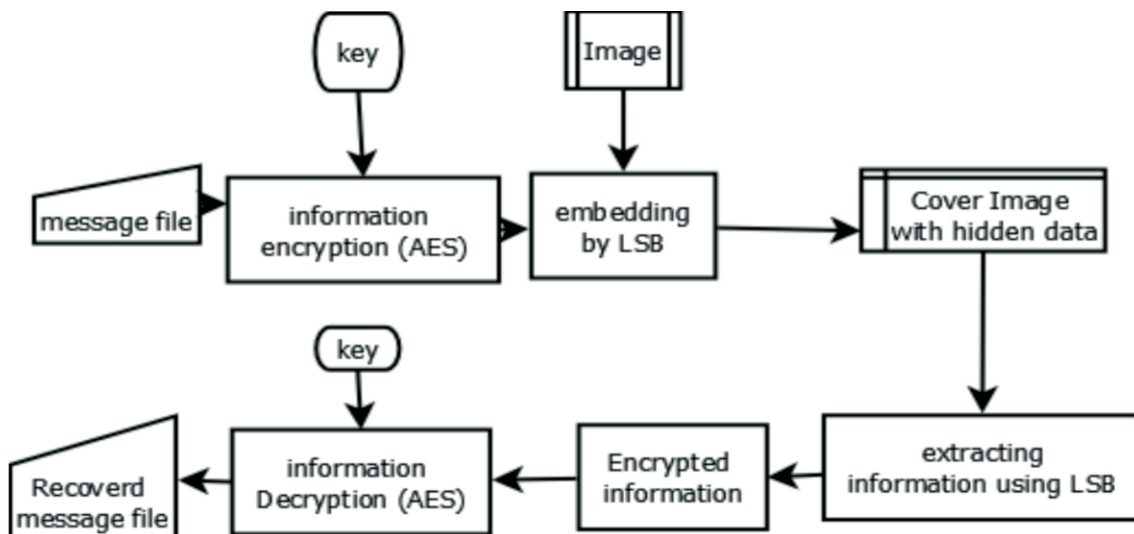 key
Image
message file
information
encryption (AES)
embedding
by LSB
Cover Image
with hidden data
key
extracting
information using LSB
Encrypted
information
information
Decryption (AES)
Recoverd
message file